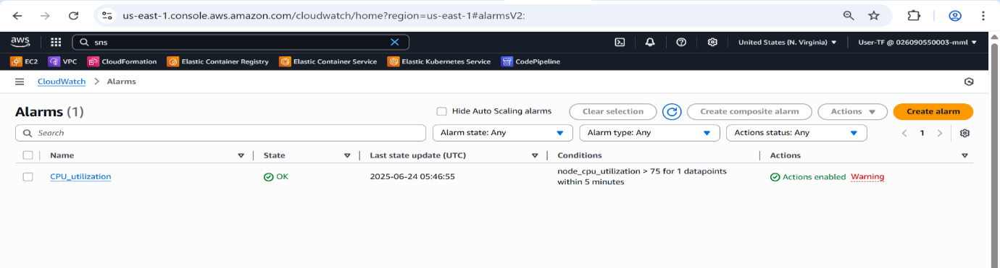 us-east-1.console.aws.amazon.com/cloudwatch/home?region=us-east-1#alarmsV2:
aws sns United States (N. Virginia) User-TF @ 026090550003-mml
EC2 VPC CloudFormation Elastic Container Registry Elastic Container Service Elastic Kubernetes Service CodePipeline
CloudWatch Alarms
Alarms (1) Hide Auto Scaling alarms Clear selection Create composite alarm Actions Create alarm
Search Alarm state: Any Alarm type: Any Actions status: Any 1
Name State Last state update (UTC) Conditions Actions
CPU_utilization OK 2025-06-24 05:46:55 node_cpu_utilization > 75 for 1 datapoints Actions enabled Warning
within 5 minutes